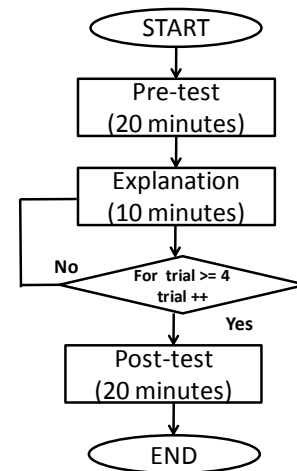 START
Pre-test
(20 minutes)
Explanation
(10 minutes)
No
For trial >= 4
trial ++
Yes
Post-test
(20 minutes)
END